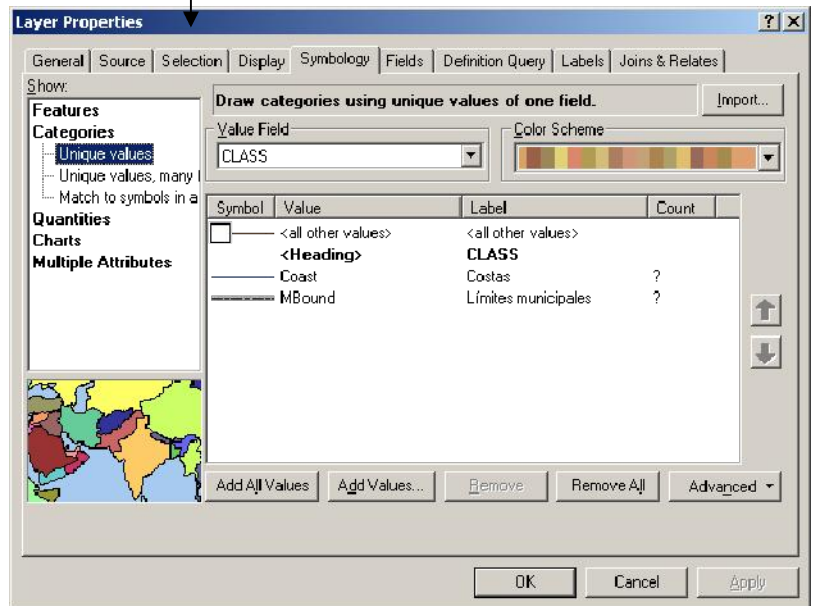 Layer Properties
General Source Selection Display Symbology Fields Definition Query Labels Joins & Relates
Show:
Features
Categories
Unique values
Unique values, many
Match to symbols in a
Quantities
Charts
Multiple Attributes
Draw categories using unique values of one field.
Import...
Value Field
CLASS
Color Scheme
Symbol Value Label Count
<all other values> <all other values>
<Heading> CLASS
Coast Costas ?
MBound Límites municipales ?
Add All Values Add Values... Remove Remove All Advanced
OK Cancel Apply